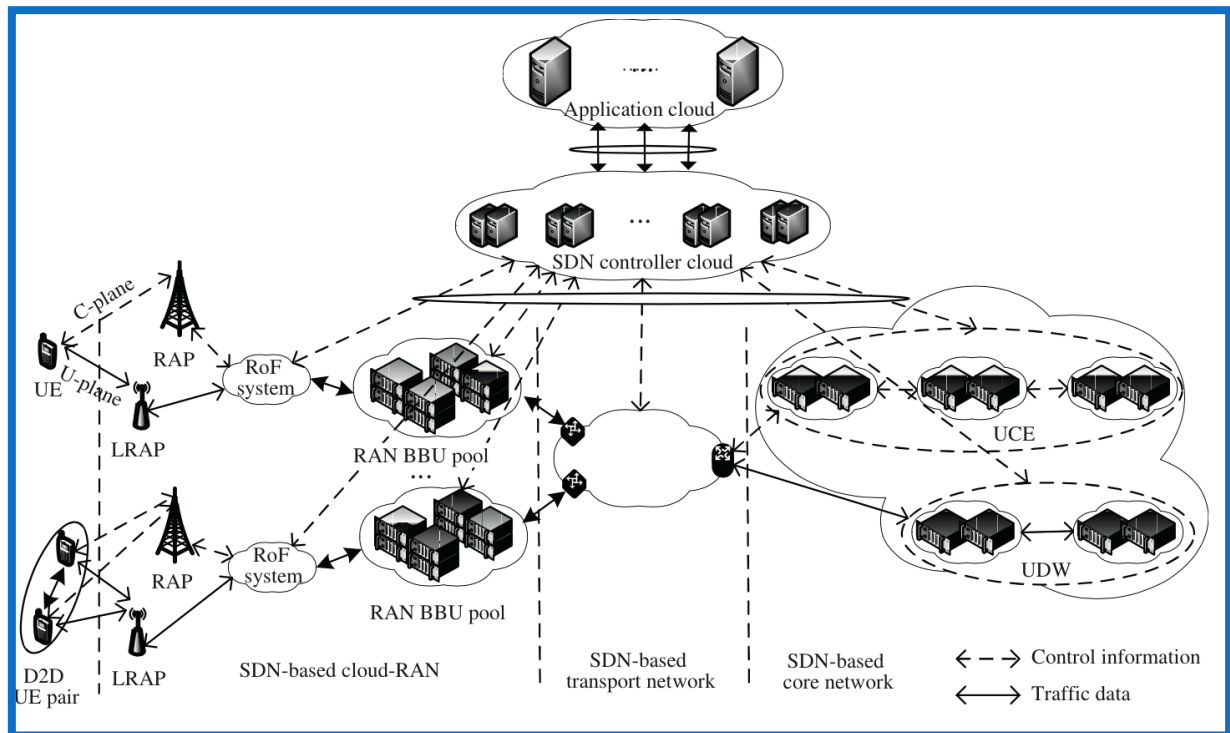 Application cloud
SDN controller cloud
C-plane
UE
U-plane
RAP
LRAP
RoF
system
RAN BBU pool
...
UCE
RAP
RoF
system
RAN BBU pool
UDW
D2D
UE pair
LRAP
SDN-based cloud-RAN
SDN-based
transport network
SDN-based
core network
Control information
Traffic data